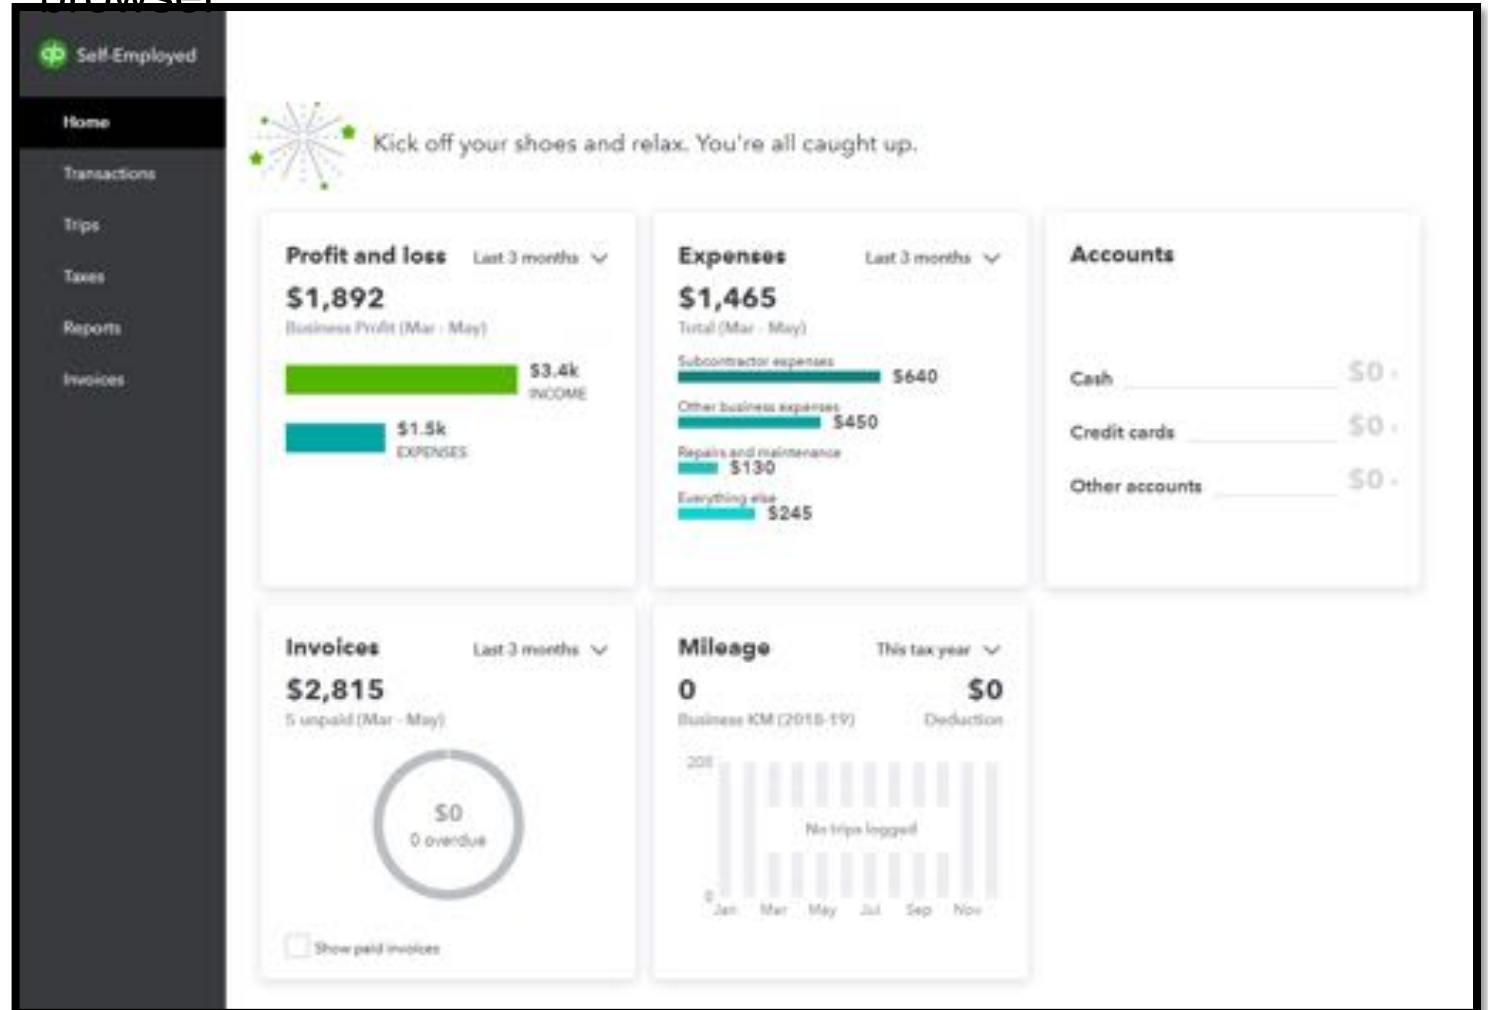 browser
qb Self-Employed
Home
Transactions
Trips
Taxes
Reports
Invoices
Kick off your shoes and relax. You're all caught up.
Profit and loss Last 3 months
$1,892
Business Profit (Mar - May)
$3.4k
INCOME
$1.5k
EXPENSES
Expenses Last 3 months
$1,465
Total (Mar - May)
Subcontractor expenses
$640
Other business expenses
$450
Repairs and maintenance
$130
Everything else
$245
Accounts
Cash $0
Credit cards $0
Other accounts $0
Invoices Last 3 months
$2,815
5 unpaid (Mar - May)
$0
0 overdue
Show paid invoices
Mileage This tax year
0 $0
Business KM (2018-19) Deduction
No trips logged
0
Jan Mar May Jul Sep Nov